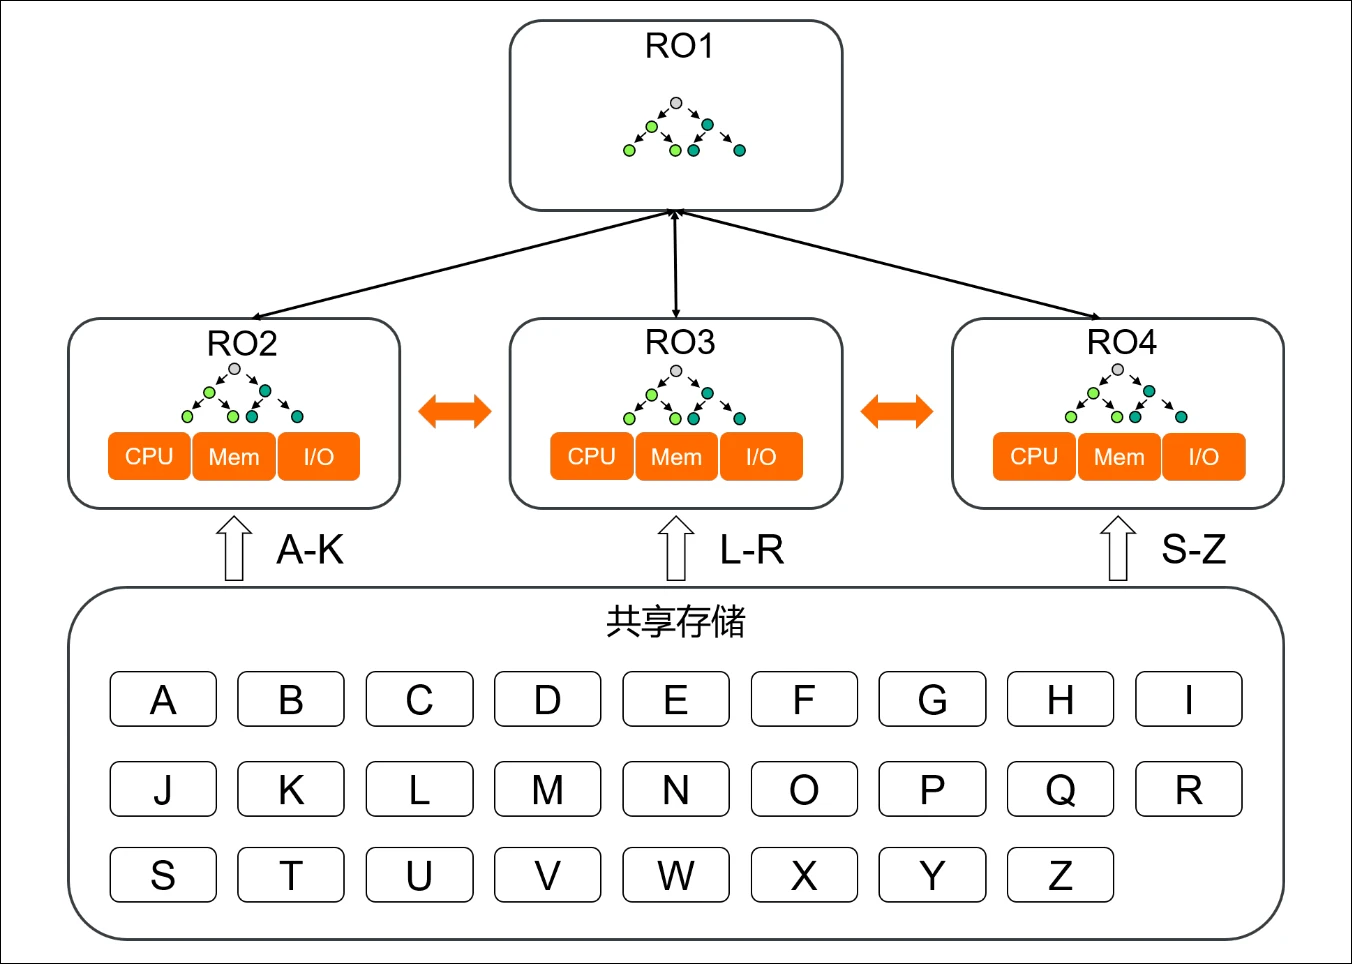 RO1
RO2
RO3
RO4
CPU Mem I/O
CPU Mem I/O
CPU Mem I/O
A-K
L-R
S-Z
共享存储
A B C D E F G H I
J K L M N O P Q R
S T U V W X Y Z